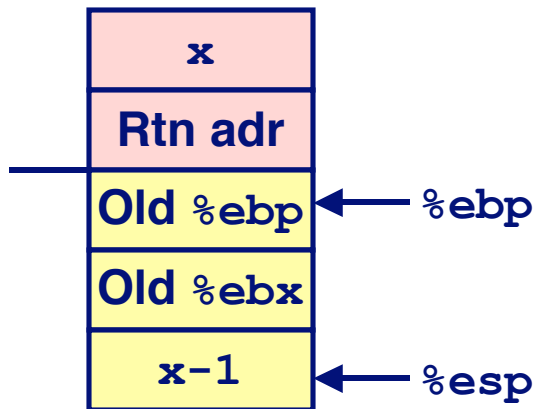 x
Rtn adr
Old %ebp
%ebp
Old %ebx
x-1
%esp